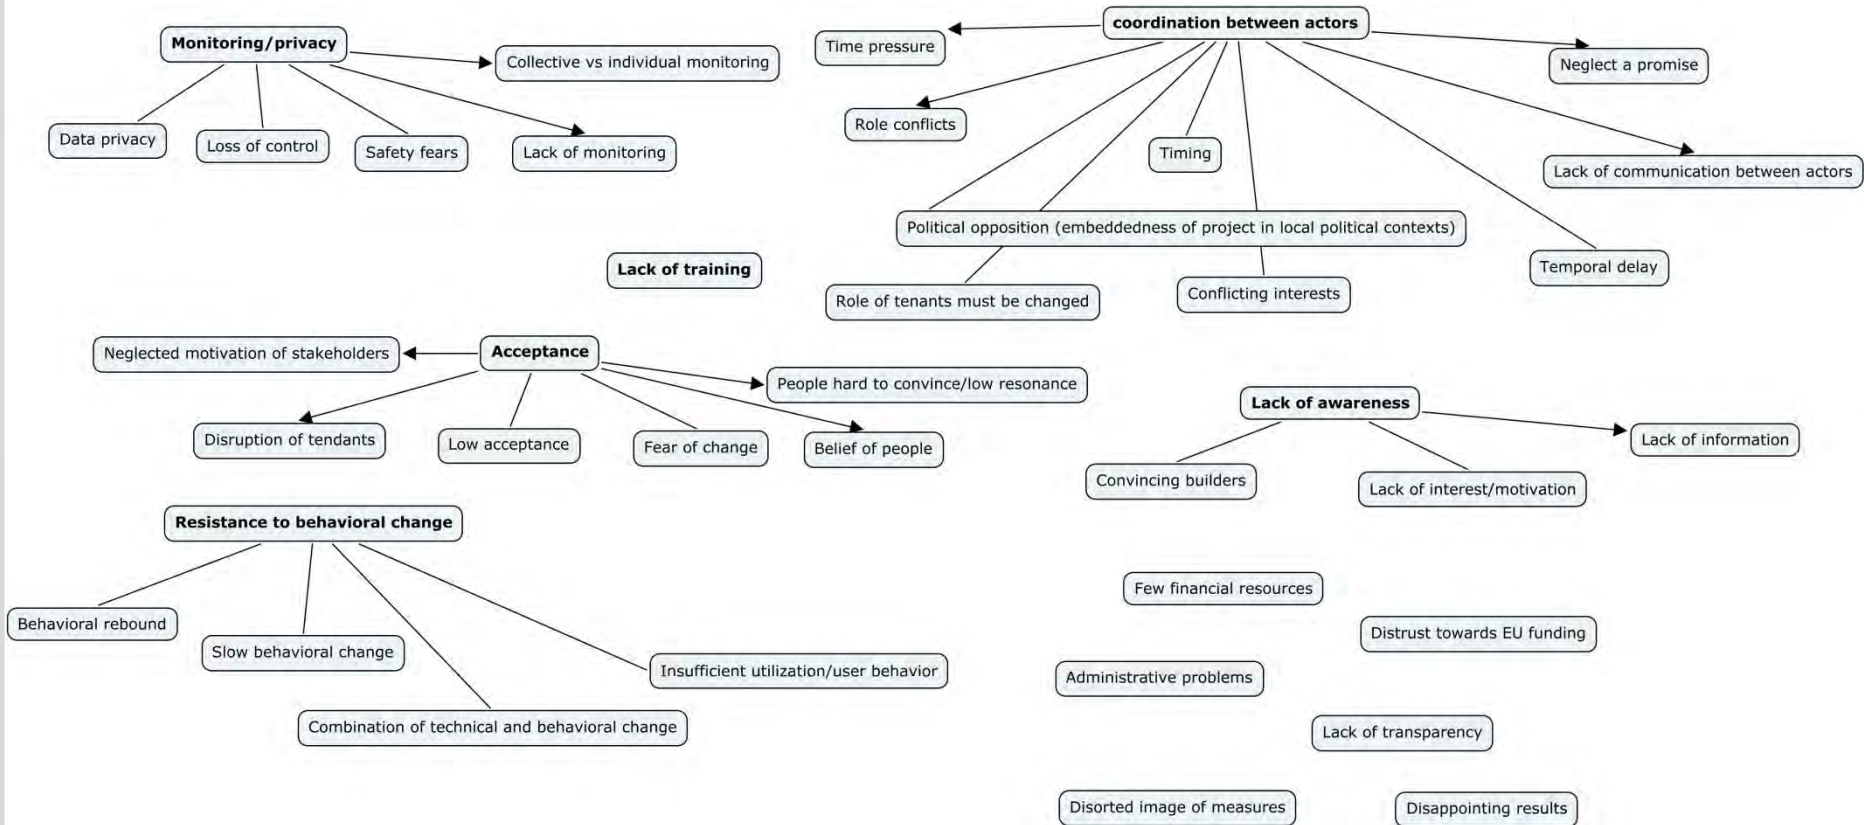 Monitoring/privacy
Collective vs individual monitoring
Data privacy
Loss of control
Safety fears
Lack of monitoring
coordination between actors
Time pressure
Neglect a promise
Role conflicts
Timing
Lack of communication between actors
Political opposition (embeddedness of project in local political contexts)
Temporal delay
Role of tenants must be changed
Conflicting interests
Lack of training
Acceptance
Neglected motivation of stakeholders
People hard to convince/low resonance
Disruption of tendants
Low acceptance
Fear of change
Belief of people
Lack of awareness
Lack of information
Convincing builders
Lack of interest/motivation
Resistance to behavioral change
Behavioral rebound
Slow behavioral change
Insufficient utilization/user behavior
Combination of technical and behavioral change
Few financial resources
Distrust towards EU funding
Administrative problems
Lack of transparency
Disorted image of measures
Disappointing results